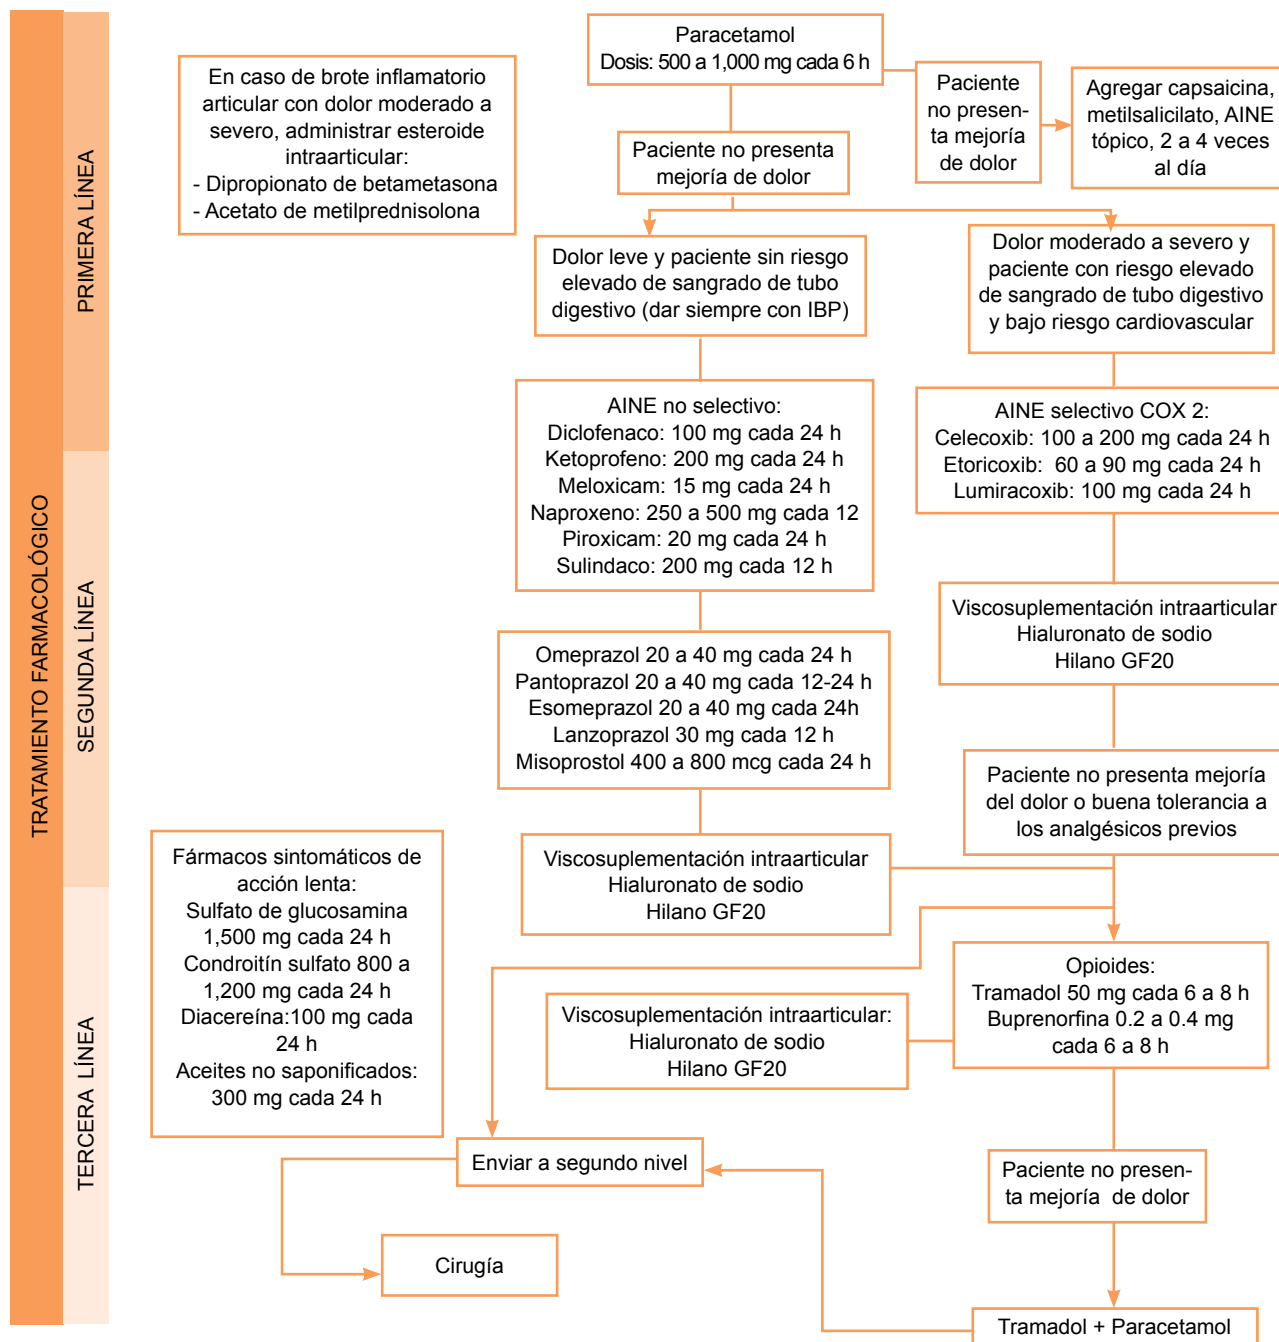 TRATAMIENTO FARMACOLÓGICO
PRIMERA LÍNEA
SEGUNDA LÍNEA
TERCERA LÍNEA
En caso de brote inflamatorio
articular con dolor moderado a
severo, administrar esteroide
intraarticular:
- Dipropionato de betametasona
- Acetato de metilprednisolona
Paracetamol
Dosis: 500 a 1,000 mg cada 6 h
Paciente
no presen-
ta mejoría
de dolor
Agregar capsaicina,
metilsalicilato, AINE
tópico, 2 a 4 veces
al día
Paciente no presenta
mejoría de dolor
Dolor leve y paciente sin riesgo
elevado de sangrado de tubo
digestivo (dar siempre con IBP)
Dolor moderado a severo y
paciente con riesgo elevado
de sangrado de tubo digestivo
y bajo riesgo cardiovascular
AINE no selectivo:
Diclofenaco: 100 mg cada 24 h
Ketoprofeno: 200 mg cada 24 h
Meloxicam: 15 mg cada 24 h
Naproxeno: 250 a 500 mg cada 12
Piroxicam: 20 mg cada 24 h
Sulindaco: 200 mg cada 12 h
AINE selectivo COX 2:
Celecoxib: 100 a 200 mg cada 24 h
Etoricoxib: 60 a 90 mg cada 24 h
Lumiracoxib: 100 mg cada 24 h
Omeprazol 20 a 40 mg cada 24 h
Pantoprazol 20 a 40 mg cada 12-24 h
Esomeprazol 20 a 40 mg cada 24h
Lanzoprazol 30 mg cada 12 h
Misoprostol 400 a 800 mcg cada 24 h
Viscosuplementación intraarticular
Hialuronato de sodio
Hilano GF20
Paciente no presenta mejoría
del dolor o buena tolerancia a
los analgésicos previos
Viscosuplementación intraarticular
Hialuronato de sodio
Hilano GF20
Fármacos sintomáticos de
acción lenta:
Sulfato de glucosamina
1,500 mg cada 24 h
Condroitín sulfato 800 a
1,200 mg cada 24 h
Diacereína:100 mg cada
24 h
Aceites no saponificados:
300 mg cada 24 h
Opioides:
Tramadol 50 mg cada 6 a 8 h
Buprenorfina 0.2 a 0.4 mg
cada 6 a 8 h
Viscosuplementación intraarticular:
Hialuronato de sodio
Hilano GF20
Enviar a segundo nivel
Paciente no presen-
ta mejoría de dolor
Cirugía
Tramadol + Paracetamol